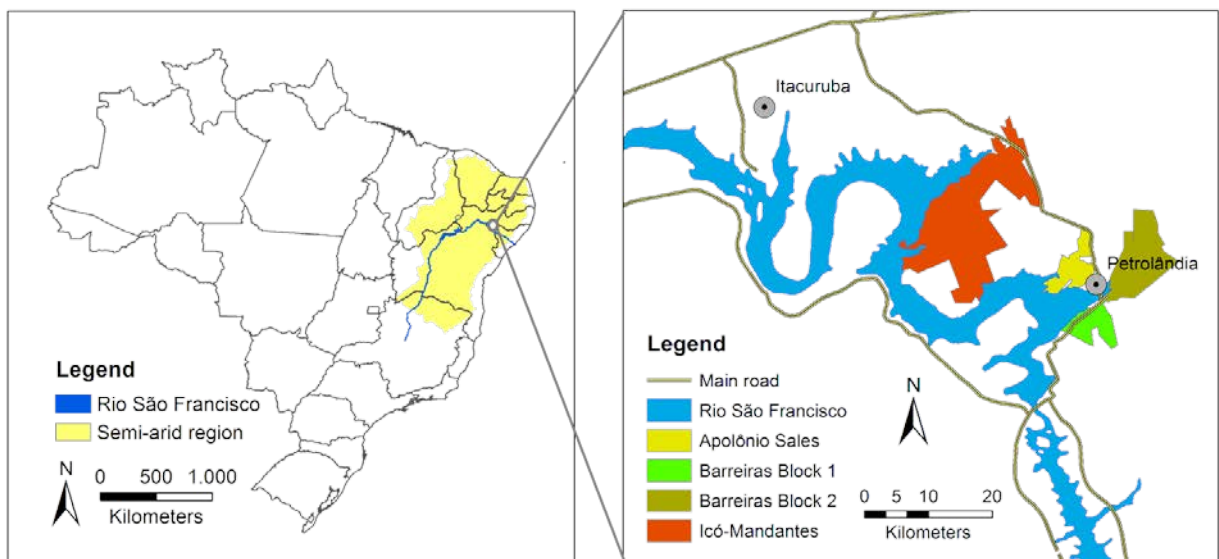 Legend
Rio São Francisco
Semi-arid region
N
0 500 1.000
Kilometers
Itacuruba
Petrolândia
Legend
Main road
Rio São Francisco
Apolônio Sales
Barreiras Block 1
Barreiras Block 2
Icó-Mandantes
N
0 5 10 20
Kilometers